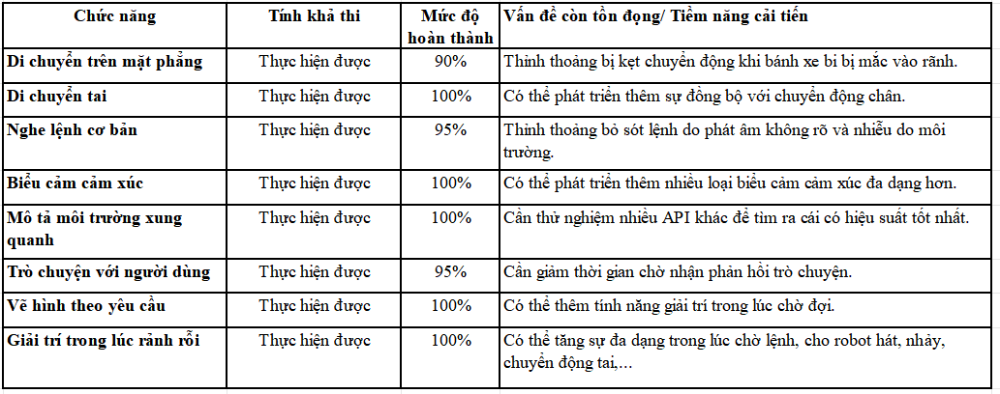 Chức năng	Tính khả thi	Mức độ hoàn thành	Vấn đề còn tồn đọng/ Tiềm năng cải tiến
Di chuyển trên mặt phẳng	Thực hiện được	90%	Thỉnh thoảng bị kẹt chuyển động khi bánh xe bi bị mắc vào rãnh.
Di chuyển tai	Thực hiện được	100%	Có thể phát triển thêm sự đồng bộ với chuyển động chân.
Nghe lệnh cơ bản	Thực hiện được	95%	Thỉnh thoảng bỏ sót lệnh do phát âm không rõ và nhiễu do môi trường.
Biểu cảm cảm xúc	Thực hiện được	100%	Có thể phát triển thêm nhiều loại biểu cảm cảm xúc đa dạng hơn.
Mô tả môi trường xung quanh	Thực hiện được	100%	Cần thử nghiệm nhiều API khác để tìm ra cái có hiệu suất tốt nhất.
Trò chuyện với người dùng	Thực hiện được	95%	Cần giảm thời gian chờ nhận phản hồi trò chuyện.
Vẽ hình theo yêu cầu	Thực hiện được	100%	Có thể thêm tính năng giải trí trong lúc chờ đợi.
Giải trí trong lúc rảnh rỗi	Thực hiện được	100%	Có thể tăng sự đa dạng trong lúc chờ lệnh, cho robot hát, nhảy, chuyển động tai,...